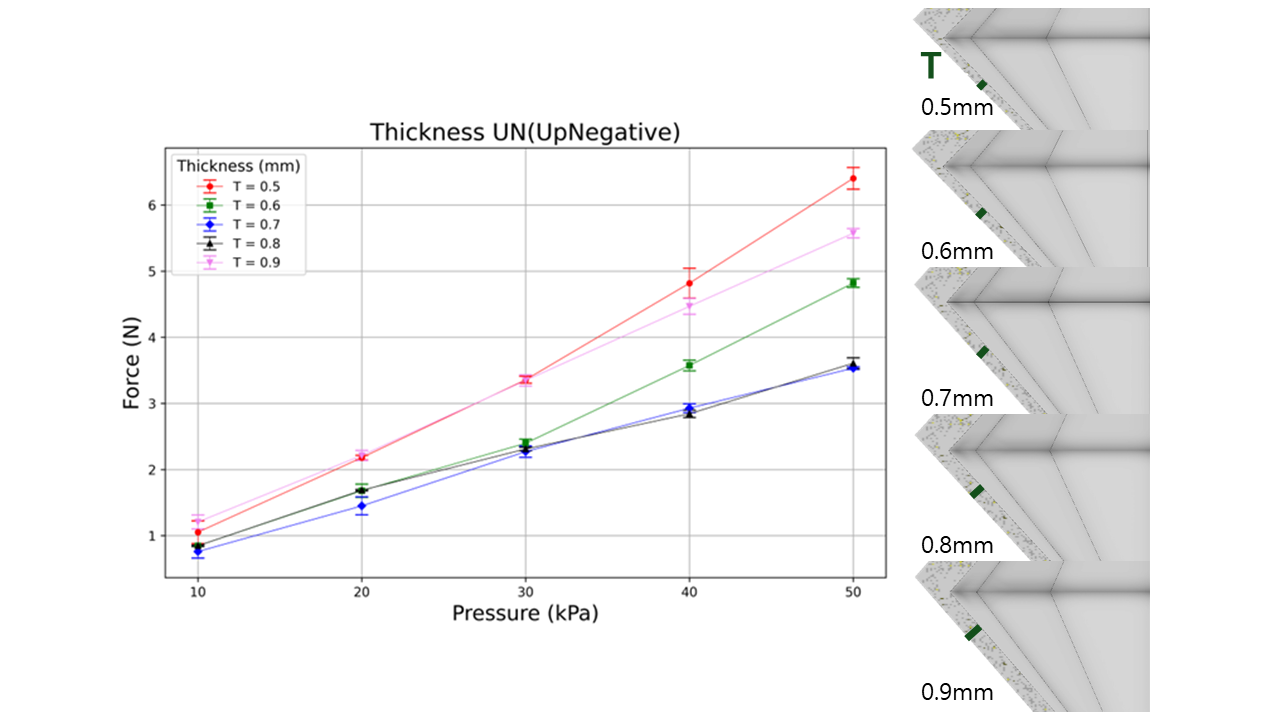 Thickness UN(UpNegative)
Thickness (mm)
T = 0.5
T = 0.6
T = 0.7
T = 0.8
T = 0.9
Force (N)
6
5
4
3
2
1
10 20 30 40 50
Pressure (kPa)
T
0.5mm
0.6mm
0.7mm
0.8mm
0.9mm